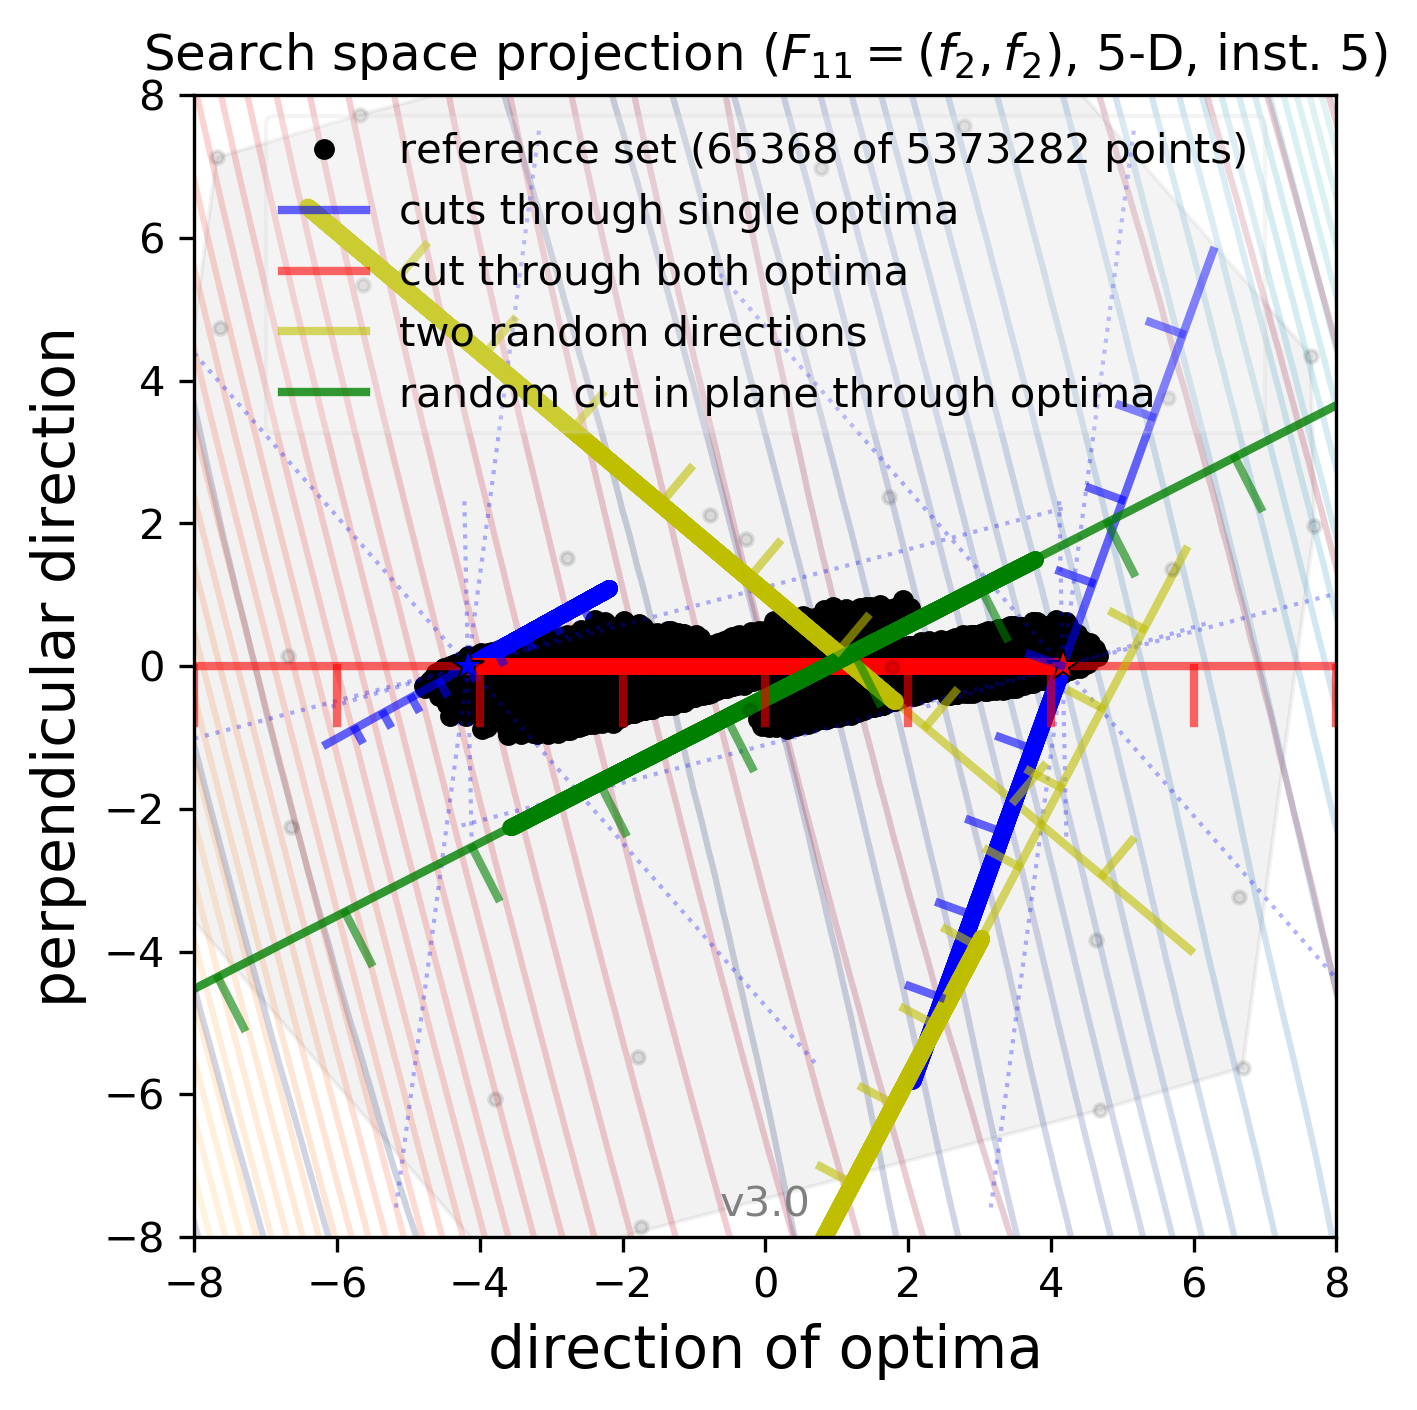 Search space projection (F₁₁ = (f₂, f₂), 5-D, inst. 5)
8
reference set (65368 of 5373282 points)
cuts through single optima
6
cut through both optima
two random directions
4
random cut in plane through optima
2
0
−2
−4
−6
v3.0
−8
−8 −6 −4 −2 0 2 4 6 8
direction of optima
perpendicular direction